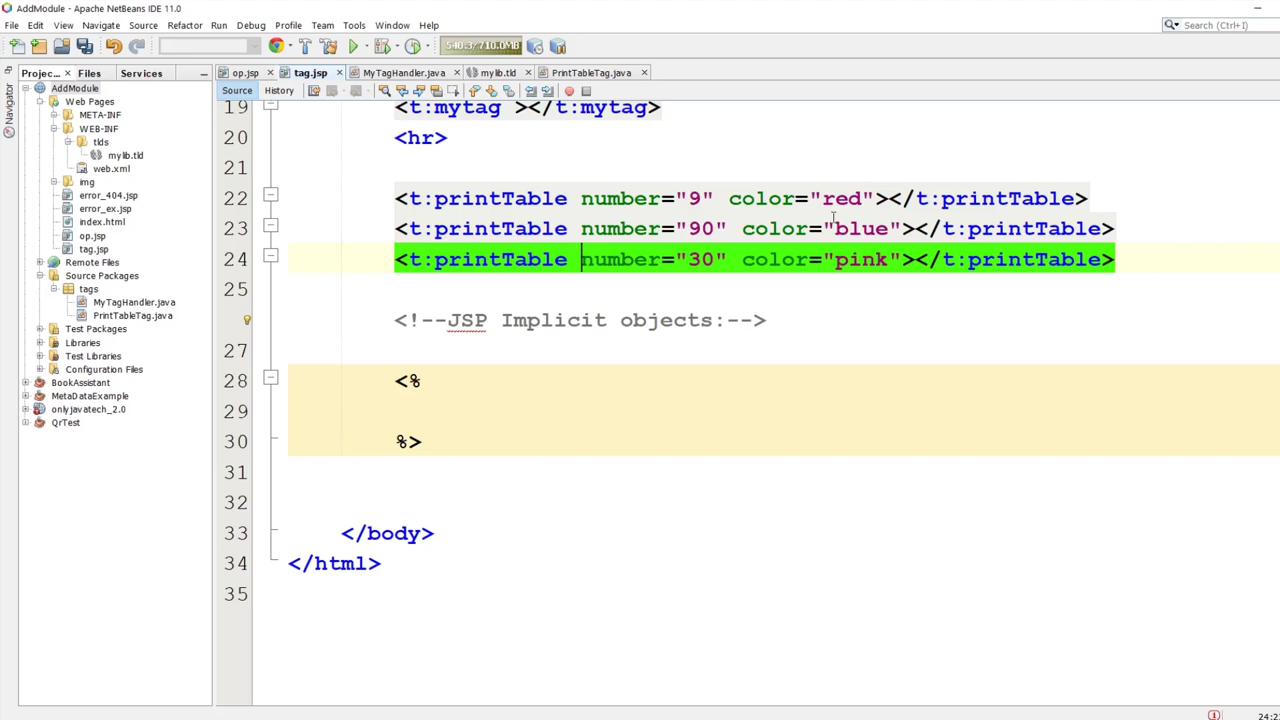 AddModule - Apache NetBeans IDE 11.0
File Edit View Navigate Source Refactor Run Debug Profile Team Tools Window Help
Search (Ctrl+I)
540.3/710.0MB
Projec... Files Services
op.jsp tag.jsp MyTagHandler.java mylib.tld PrintTableTag.java
Source History
Navigator
AddModule
Web Pages
META-INF
WEB-INF
tlds
mylib.tld
web.xml
img
error_404.jsp
error_ex.jsp
index.html
op.jsp
tag.jsp
Remote Files
Source Packages
tags
MyTagHandler.java
PrintTableTag.java
Test Packages
Libraries
Test Libraries
Configuration Files
BookAssistant
MetaDataExample
onlyjavatech_2.0
QrTest
19 <t:mytag ></t:mytag>
20 <hr>
21
22 <t:printTable number="9" color="red"></t:printTable>
23 <t:printTable number="90" color="blue"></t:printTable>
24 <t:printTable number="30" color="pink"></t:printTable>
25
<!--JSP Implicit objects:-->
27
28 <%
29
30 %>
31
32
33 </body>
34 </html>
35